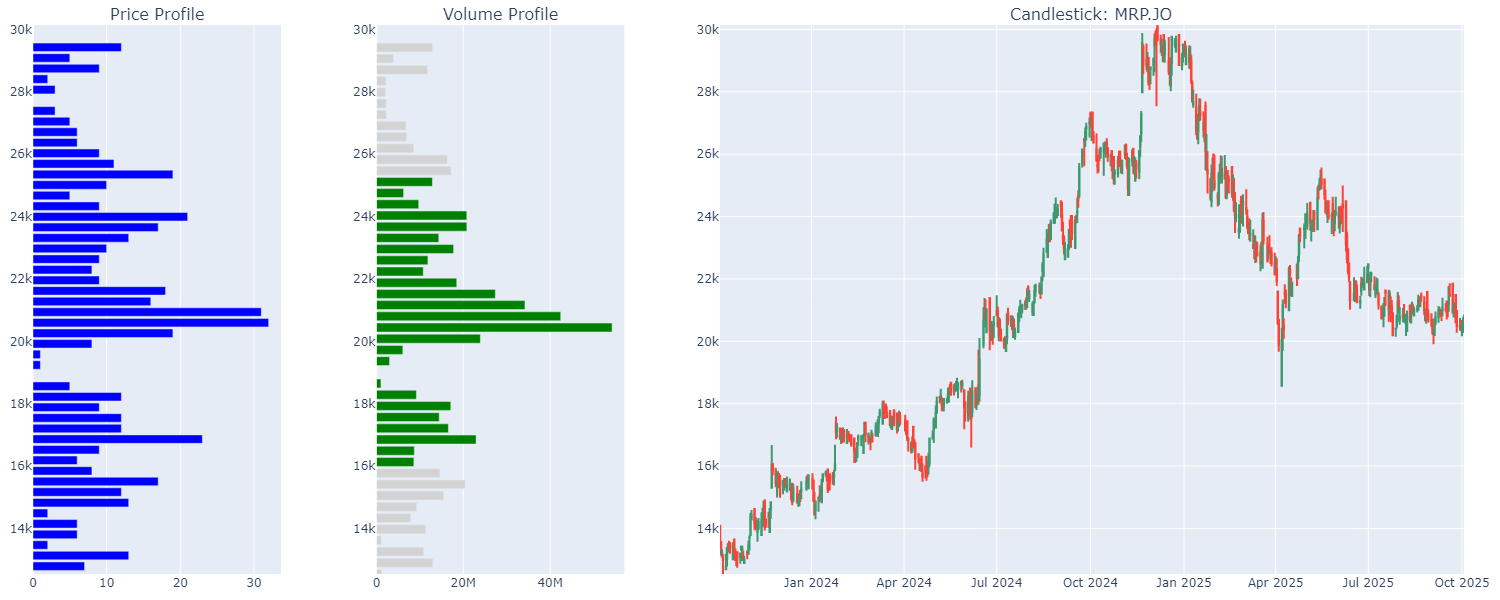 Price Profile
30k
28k
26k
24k
22k
20k
18k
16k
14k
0 10 20 30
Volume Profile
30k
28k
26k
24k
22k
20k
18k
16k
14k
0 20M 40M
Candlestick: MRP.JO
30k
28k
26k
24k
22k
20k
18k
16k
14k
Jan 2024 Apr 2024 Jul 2024 Oct 2024 Jan 2025 Apr 2025 Jul 2025 Oct 2025